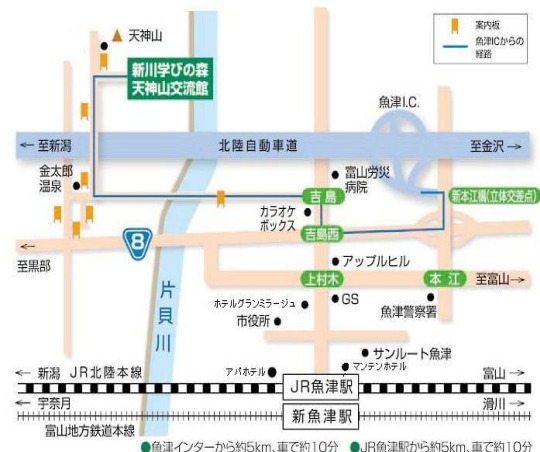 案内板
魚津ICからの
経路
天神山
新川学びの森
天神山交流館
魚津I.C.
←至新潟
北陸自動車道
至金沢→
金太郎
温泉
富山労災
病院
吉島
新本江橋(立体交差点)
カラオケ
ボックス
吉島西
8
←
至黒部
アップルヒル
上村木
本江
→
至富山
片貝川
ホテルグランミラージュ
GS
魚津警察署
市役所
サンルート魚津
マンテンホテル
アパホテル
←新潟
JR北陸本線
富山→
JR魚津駅
←宇奈月
滑川→
新魚津駅
富山地方鉄道本線
●魚津インターから約5km、車で約10分 ●JR魚津駅から約5km、車で約10分